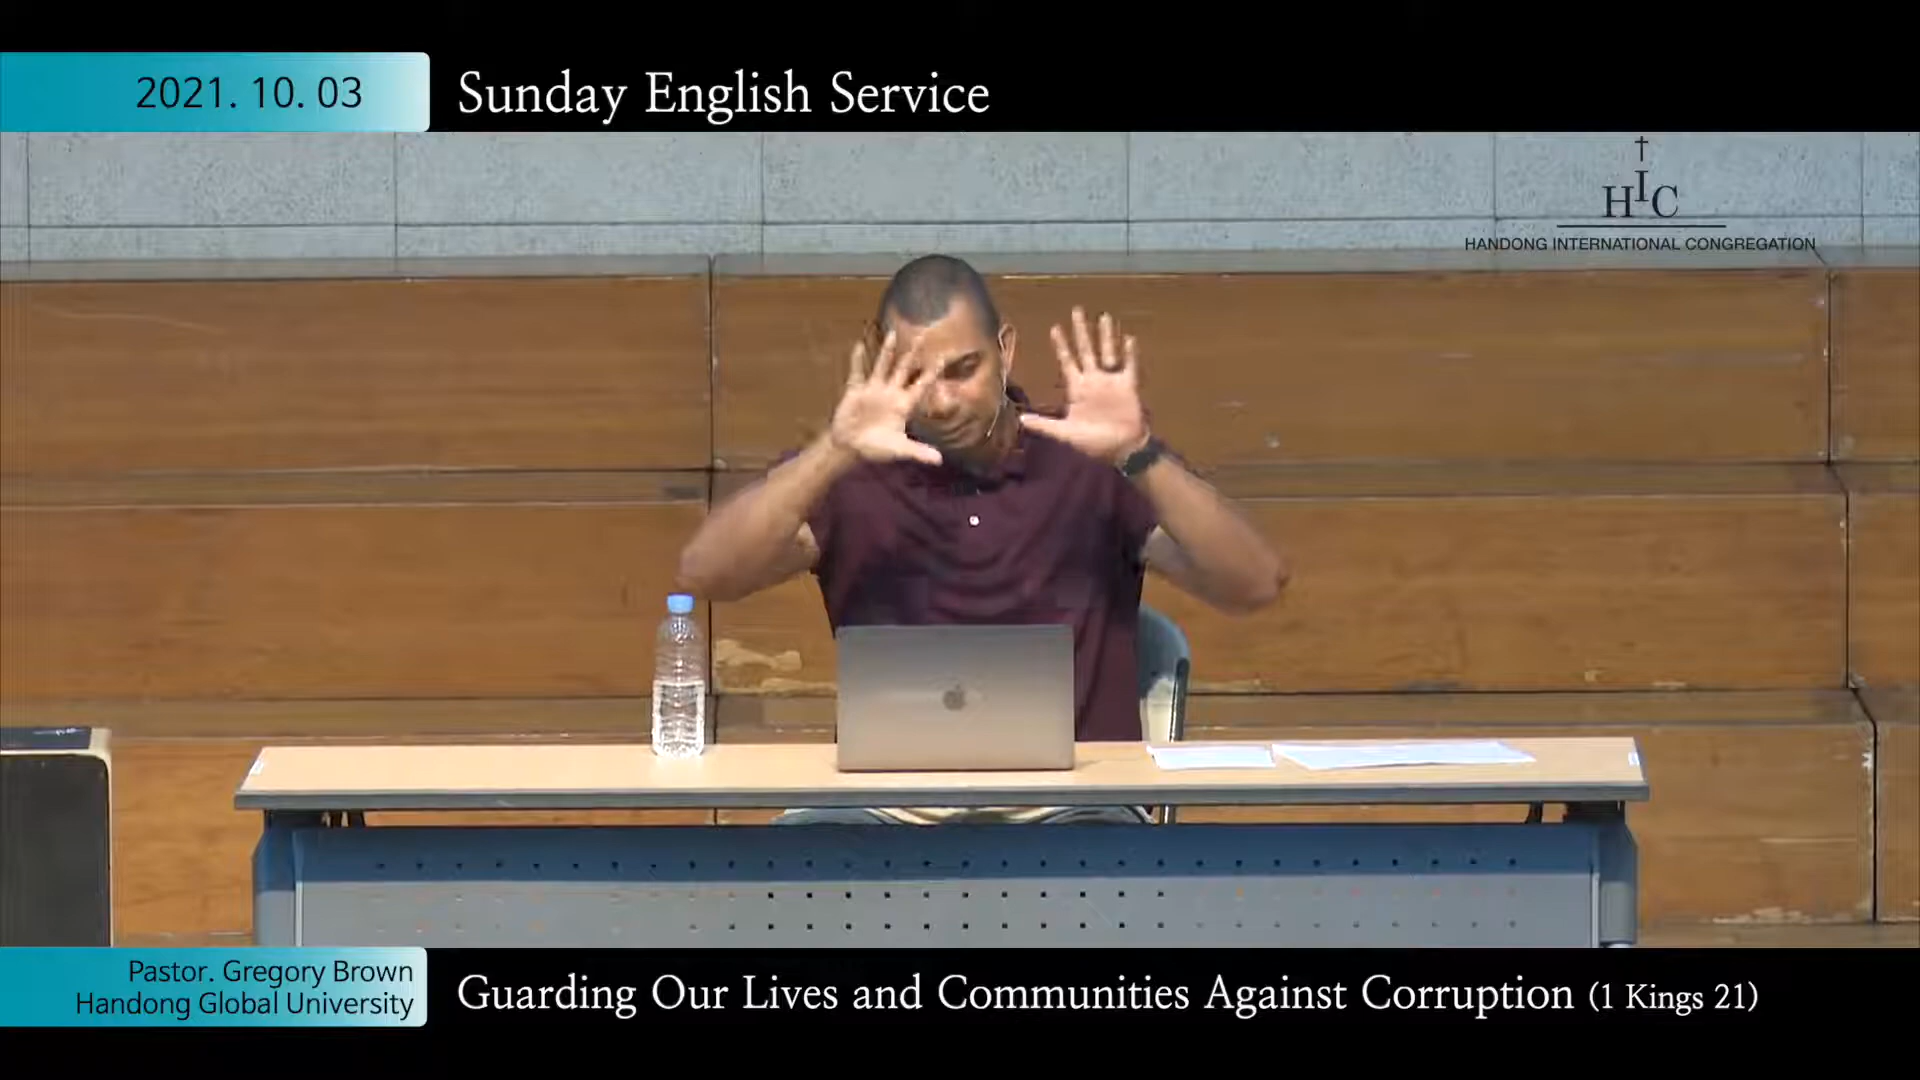 2021. 10. 03
Sunday English Service
HIC
HANDONG INTERNATIONAL CONGREGATION
Pastor. Gregory Brown
Handong Global University
Guarding Our Lives and Communities Against Corruption (1 Kings 21)